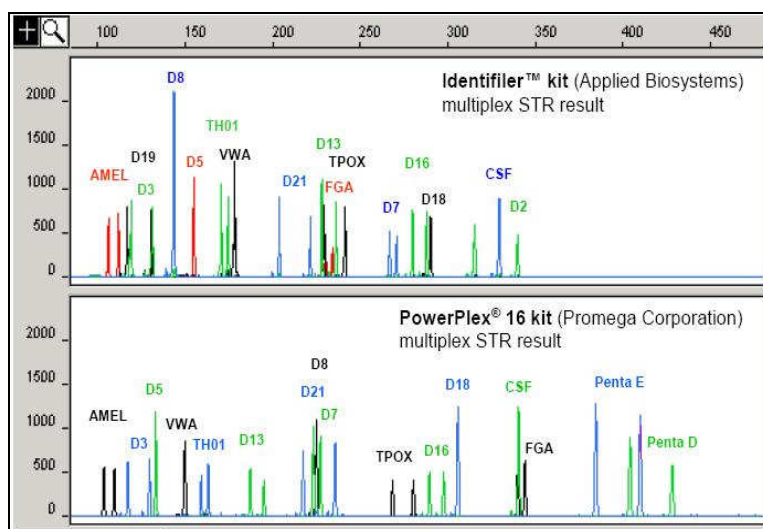 100 150 200 250 300 350 400 450
Identifiler™ kit (Applied Biosystems)
multiplex STR result
2000
1500
1000
500
0
D8
TH01
D19
D5
VWA
D13
TPOX
D16
AMEL
D3
D21
FGA
CSF
D7
D18
D2
PowerPlex® 16 kit (Promega Corporation)
multiplex STR result
2000
1500
1000
500
0
D8
D5
D21
D18
CSF
Penta E
AMEL
VWA
D7
D3
TH01
D13
TPOX
D16
FGA
Penta D